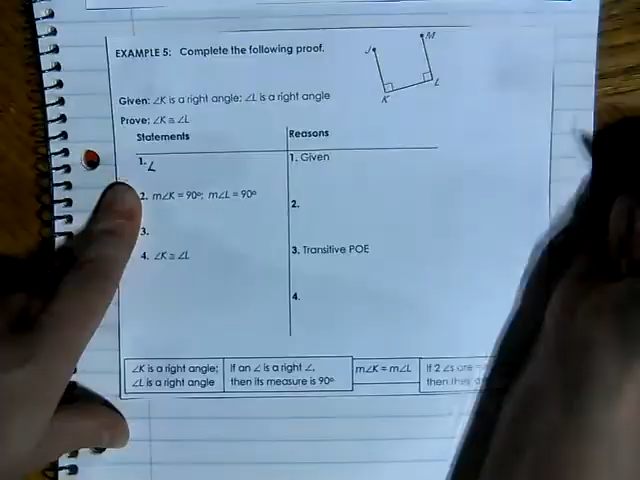 EXAMPLE 5: Complete the following proof.
J
M
K
L
Given: ∠K is a right angle; ∠L is a right angle
Prove: ∠K ≅ ∠L
Statements Reasons
1. ∠ 1. Given
2. m∠K = 90°; m∠L = 90° 2.
3. 3. Transitive POE
4. ∠K ≅ ∠L 4.
∠K is a right angle; If an ∠ is a right ∠, m∠K = m∠L If 2 ∠s are
∠L is a right angle then its measure is 90° then